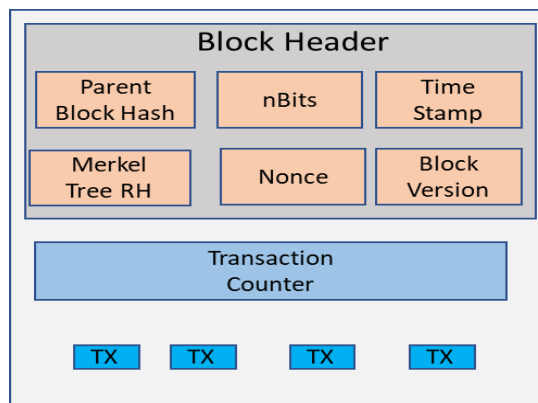 Block Header
Parent
Block Hash
nBits
Time
Stamp
Merkel
Tree RH
Nonce
Block
Version
Transaction
Counter
TX
TX
TX
TX